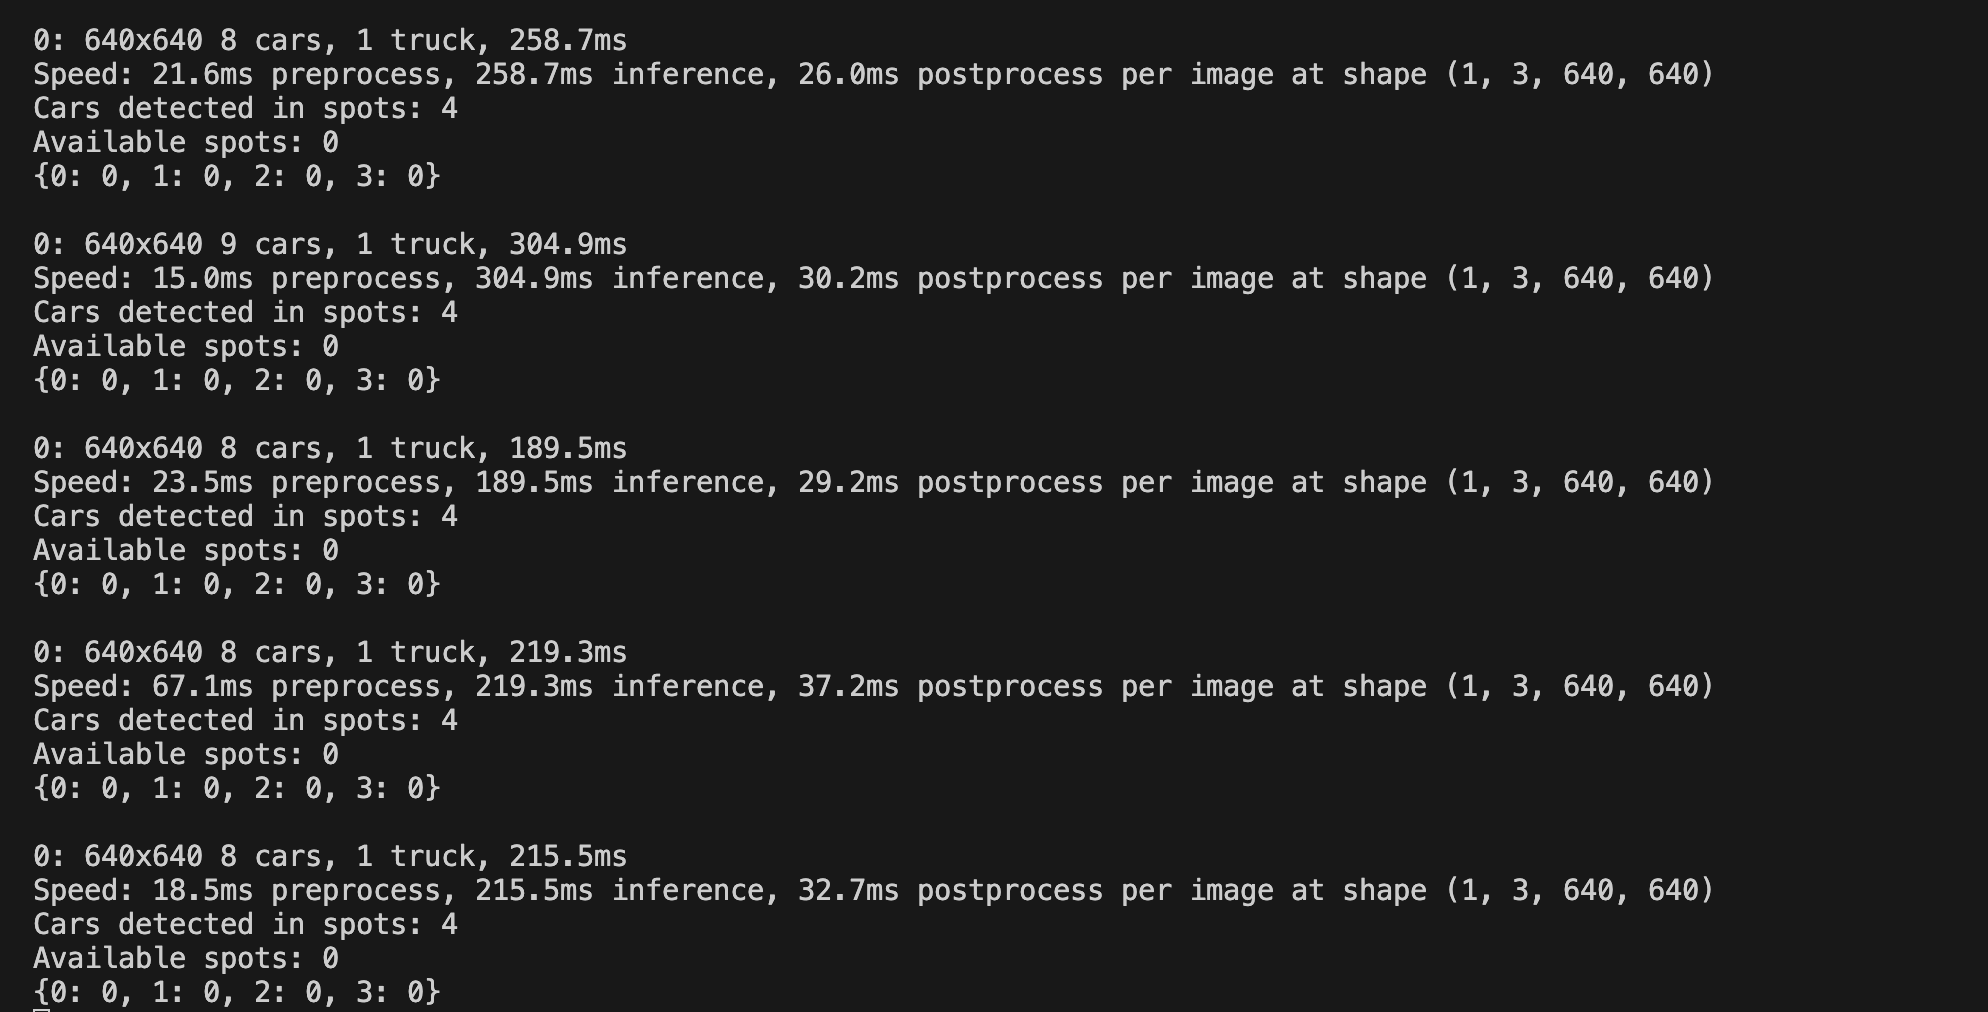 0: 640x640 8 cars, 1 truck, 258.7ms
Speed: 21.6ms preprocess, 258.7ms inference, 26.0ms postprocess per image at shape (1, 3, 640, 640)
Cars detected in spots: 4
Available spots: 0
{0: 0, 1: 0, 2: 0, 3: 0}
0: 640x640 9 cars, 1 truck, 304.9ms
Speed: 15.0ms preprocess, 304.9ms inference, 30.2ms postprocess per image at shape (1, 3, 640, 640)
Cars detected in spots: 4
Available spots: 0
{0: 0, 1: 0, 2: 0, 3: 0}
0: 640x640 8 cars, 1 truck, 189.5ms
Speed: 23.5ms preprocess, 189.5ms inference, 29.2ms postprocess per image at shape (1, 3, 640, 640)
Cars detected in spots: 4
Available spots: 0
{0: 0, 1: 0, 2: 0, 3: 0}
0: 640x640 8 cars, 1 truck, 219.3ms
Speed: 67.1ms preprocess, 219.3ms inference, 37.2ms postprocess per image at shape (1, 3, 640, 640)
Cars detected in spots: 4
Available spots: 0
{0: 0, 1: 0, 2: 0, 3: 0}
0: 640x640 8 cars, 1 truck, 215.5ms
Speed: 18.5ms preprocess, 215.5ms inference, 32.7ms postprocess per image at shape (1, 3, 640, 640)
Cars detected in spots: 4
Available spots: 0
{0: 0, 1: 0, 2: 0, 3: 0}